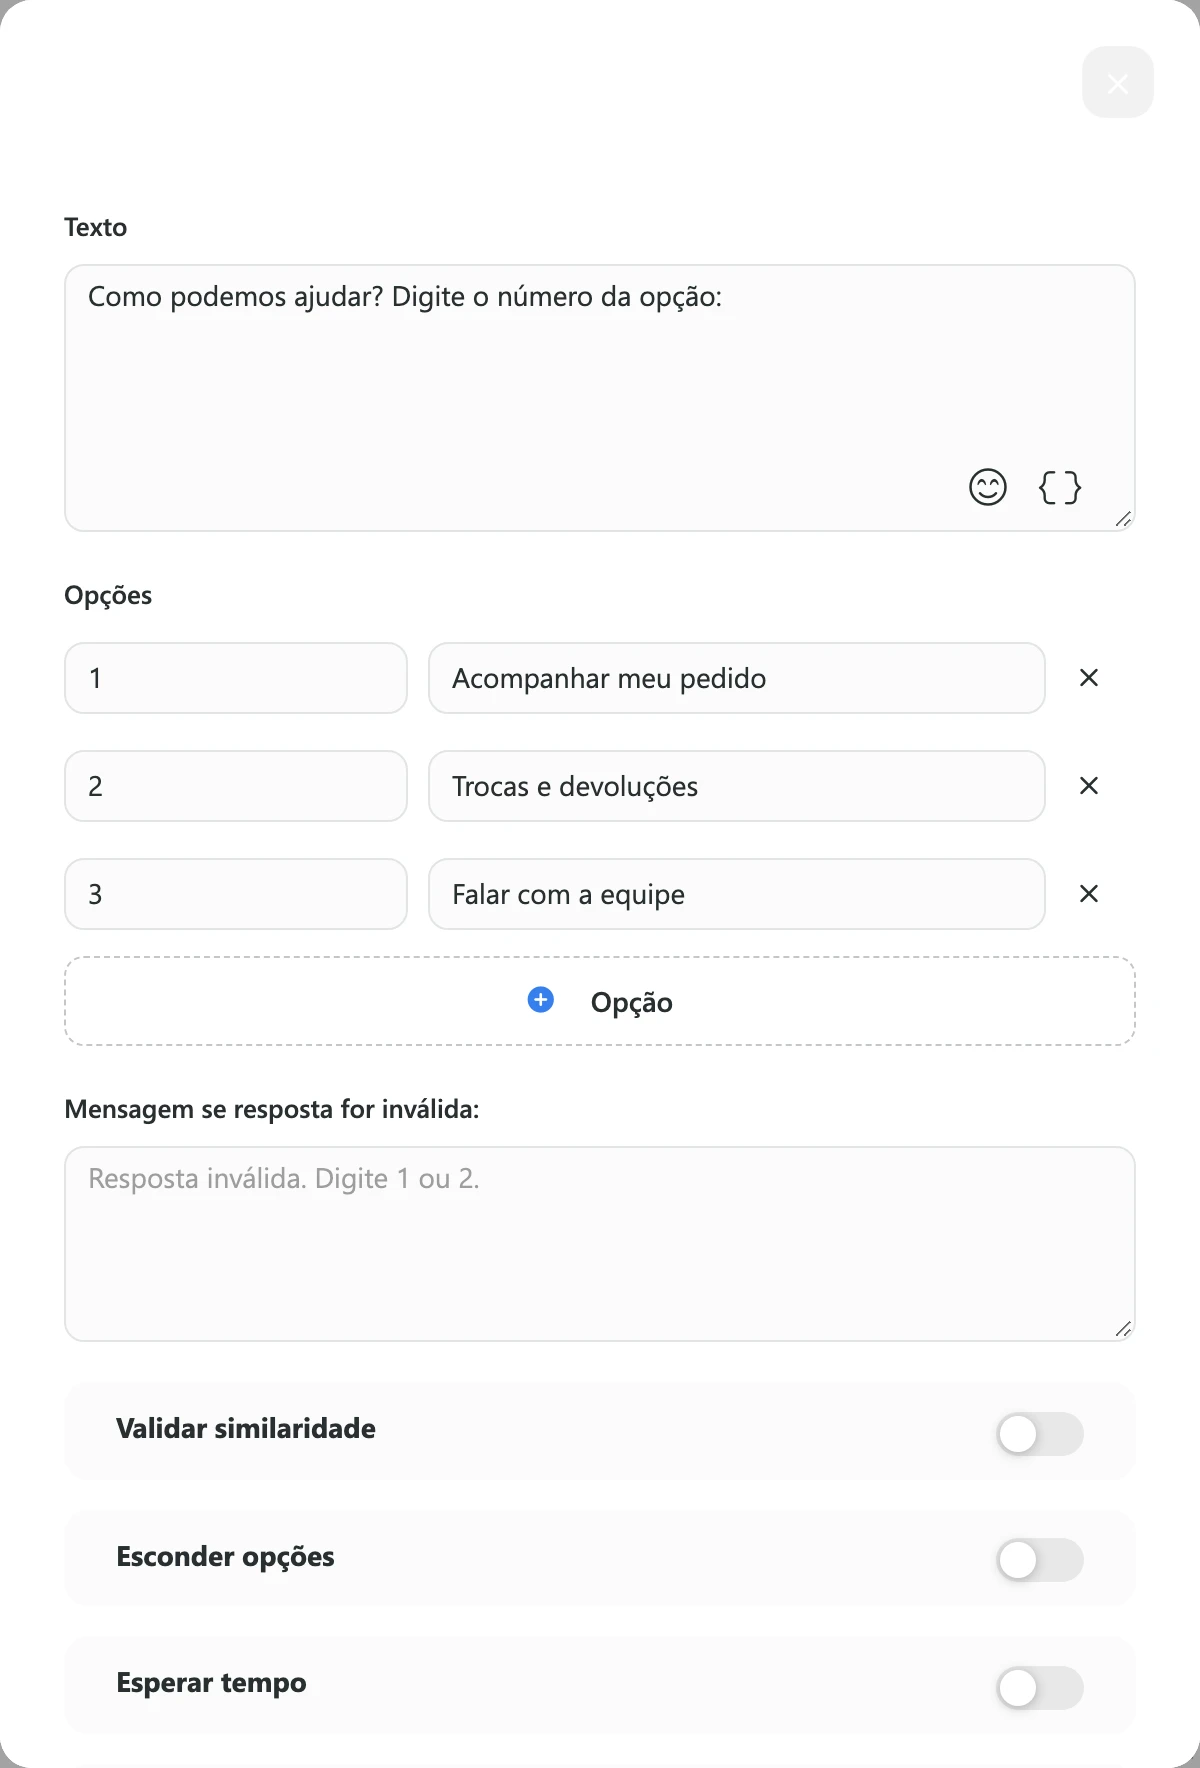 Texto
Como podemos ajudar? Digite o número da opção:
Opções
1
Acompanhar meu pedido
2
Trocas e devoluções
3
Falar com a equipe
Opção
Mensagem se resposta for inválida:
Resposta inválida. Digite 1 ou 2.
Validar similaridade
Esconder opções
Esperar tempo